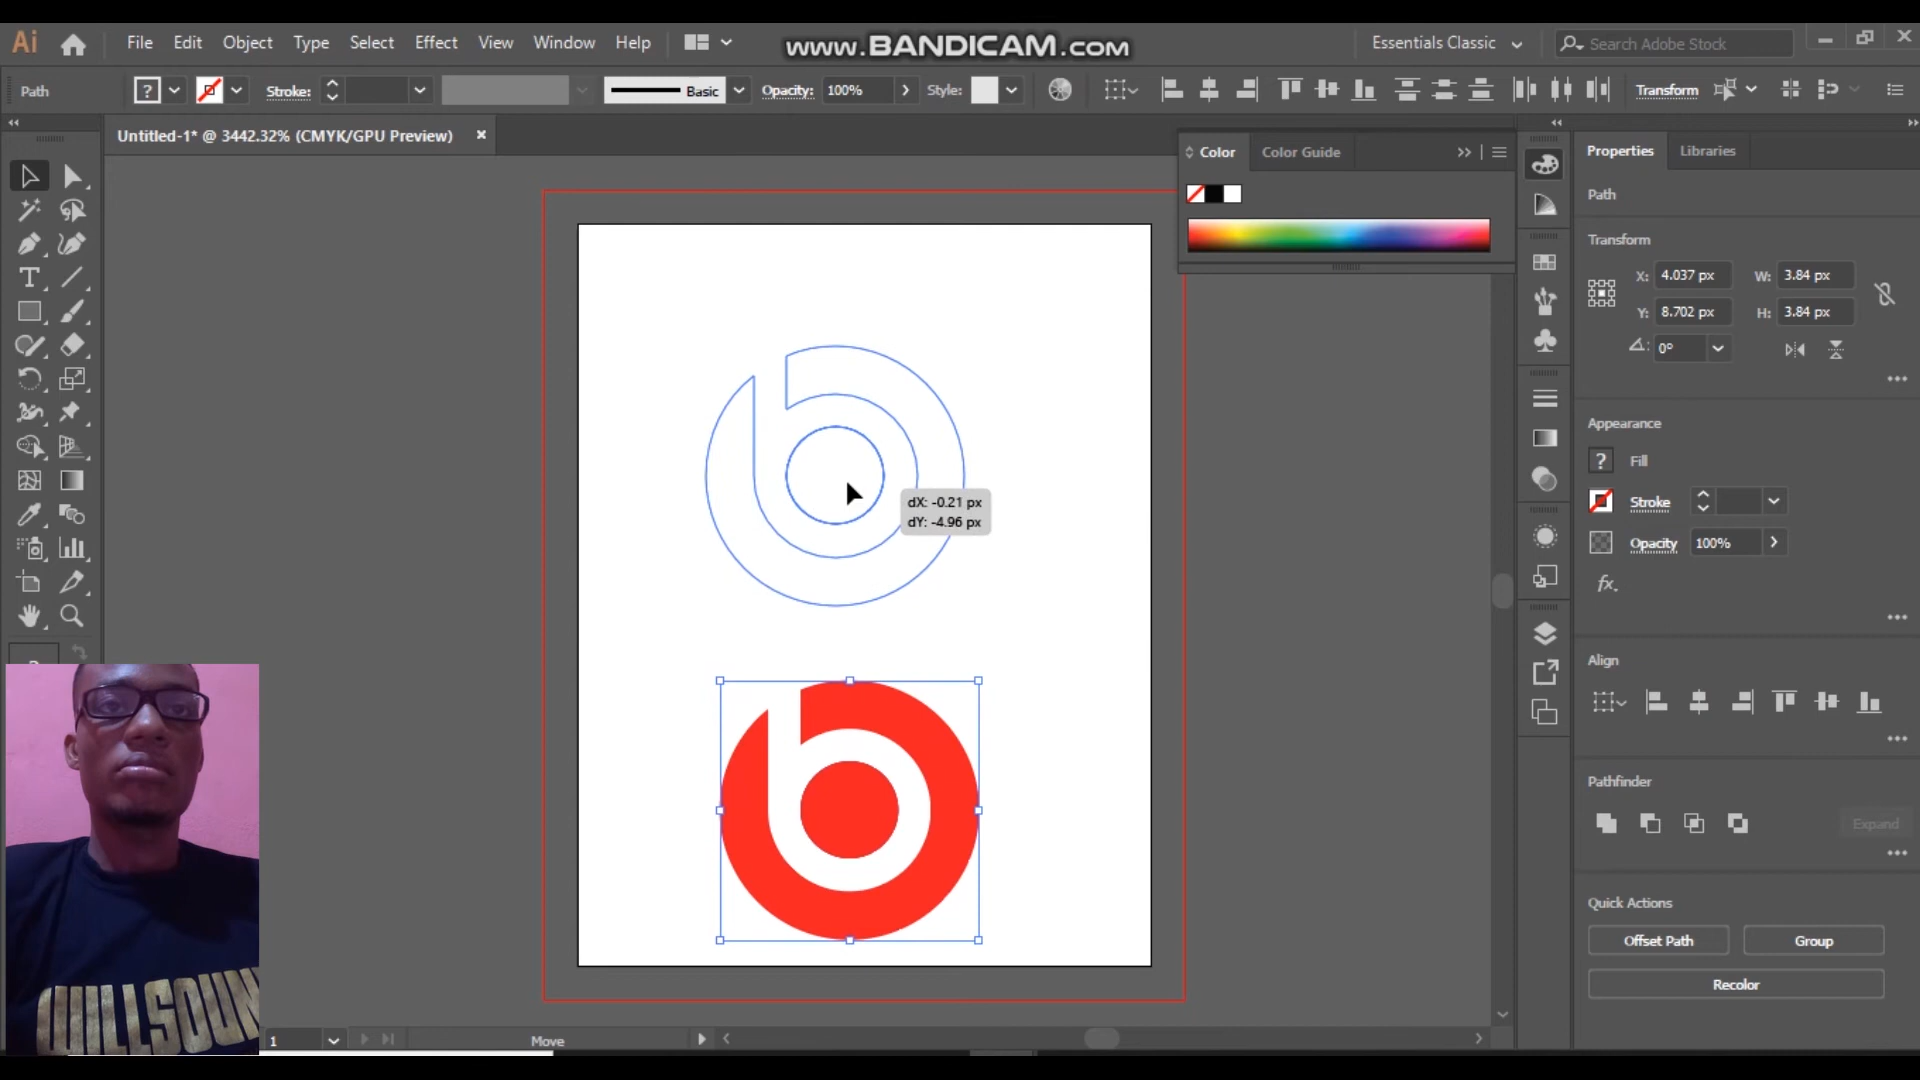 Ai File Edit Object Type Select Effect View Window Help
www.BANDICAM.com
Essentials Classic
Search Adobe Stock
Path ? Stroke: Basic Opacity: 100% Style: Transform
Untitled-1* @ 3442.32% (CMYK/GPU Preview) ×
Color Color Guide
Properties Libraries
Path
Transform
X: 4.037 px W: 3.84 px
Y: 8.702 px H: 3.84 px
0°
Appearance
? Fill
Stroke
Opacity 100%
fx.
Align
Pathfinder
Expand
Quick Actions
Offset Path Group
Recolor
dX: -0.21 px
dY: -4.96 px
b
b
1 Move